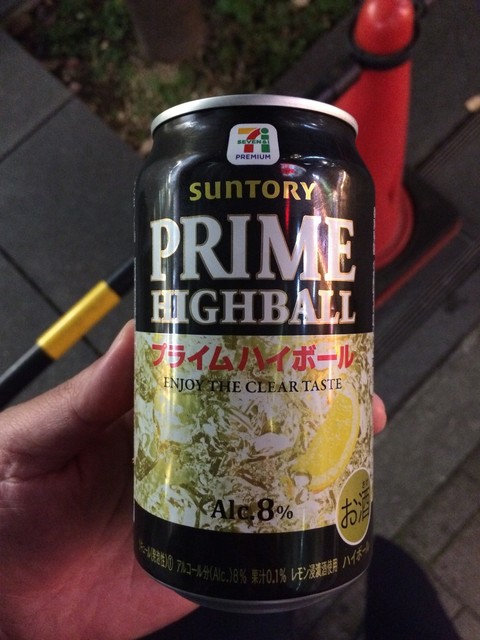 7i
SEVEN&i
PREMIUM
SUNTORY
PRIME
HIGHBALL
プライムハイボール
ENJOY THE CLEAR TASTE
Alc.8%
お酒
アルコール分(Alc.)8% 果汁0.1% レモン浸漬酒使用 ハイボール